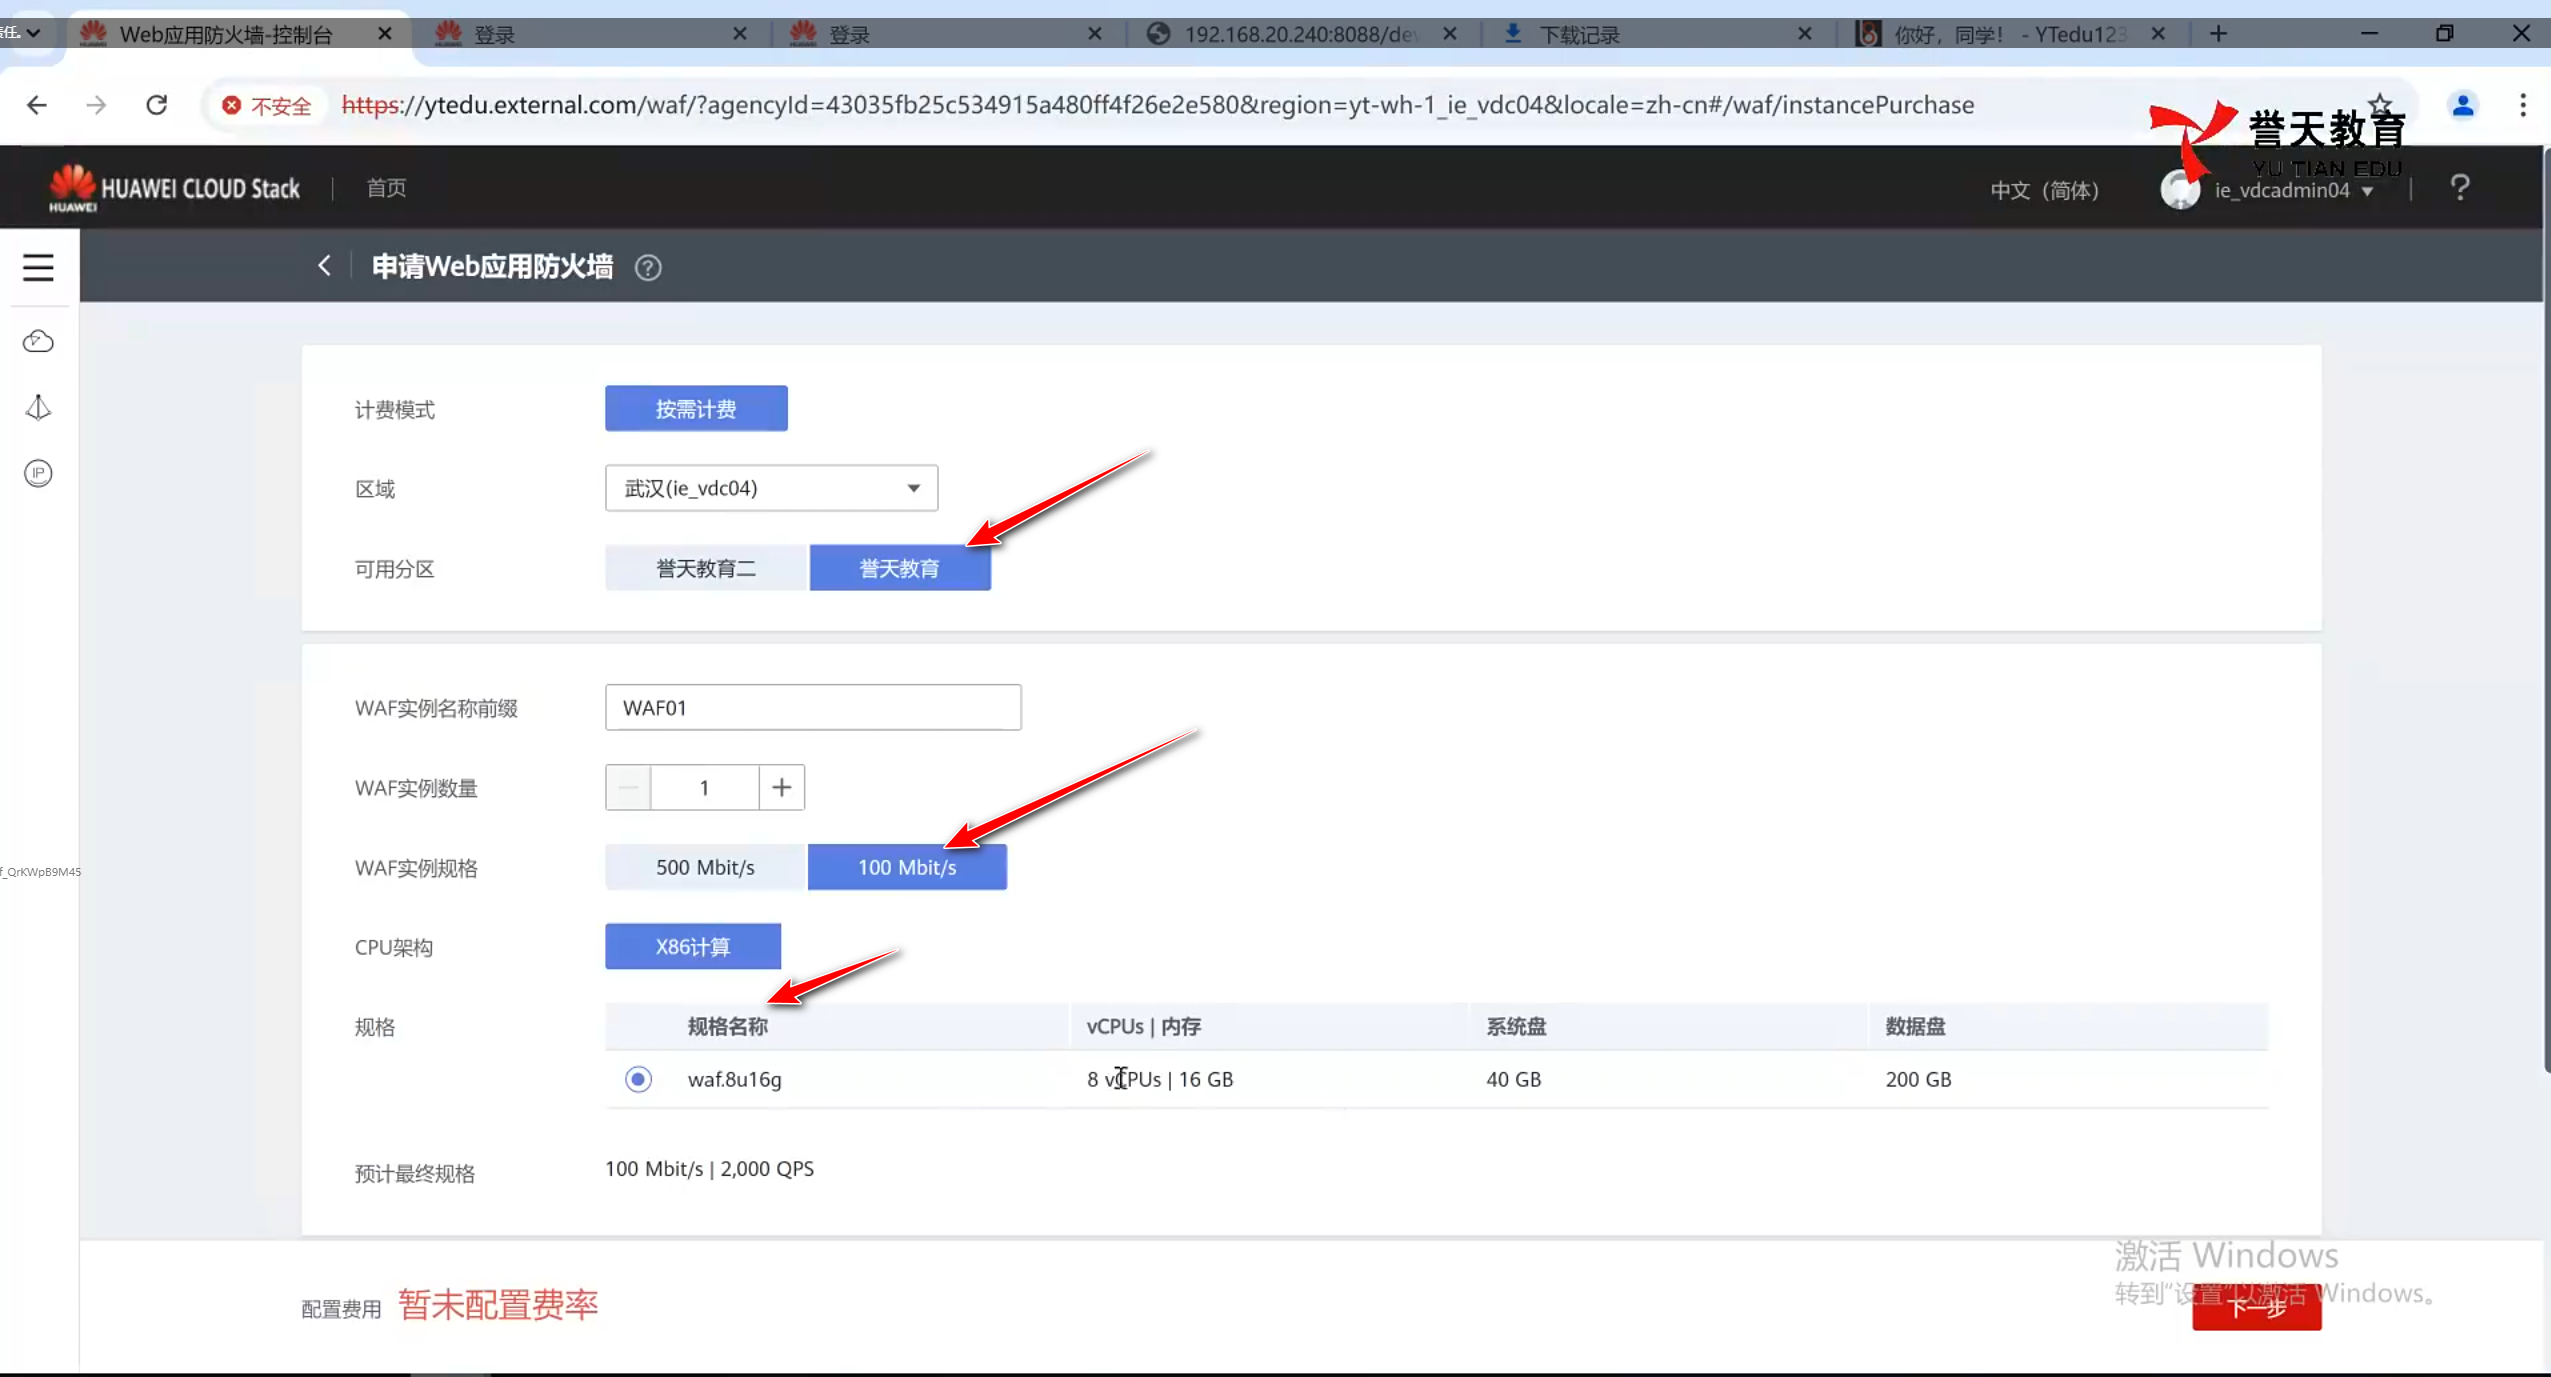 任。
Web应用防火墙-控制台
登录
登录
192.168.20.240:8088/de
下载记录
你好，同学！ - YTedu123
不安全 https://ytedu.external.com/waf/?agencyId=43035fb25c534915a480ff4f26e2e580&region=yt-wh-1_ie_vdc04&locale=zh-cn#/waf/instancePurchase
誉天教育
YU TIAN EDU
HUAWEI
HUAWEI CLOUD Stack
首页
中文（简体）
ie_vdcadmin04
?
申请Web应用防火墙 ?
IP
计费模式 按需计费
区域 武汉(ie_vdc04)
可用分区 誉天教育二 誉天教育
WAF实例名称前缀 WAF01
WAF实例数量 1
WAF实例规格 500 Mbit/s 100 Mbit/s
f_QrKWpB9M45
CPU架构 X86计算
规格 规格名称 vCPUs | 内存 系统盘 数据盘
waf.8u16g 8 vCPUs | 16 GB 40 GB 200 GB
预计最终规格 100 Mbit/s | 2,000 QPS
激活 Windows
转到“设置”以激活 Windows。
配置费用 暂未配置费率
下一步